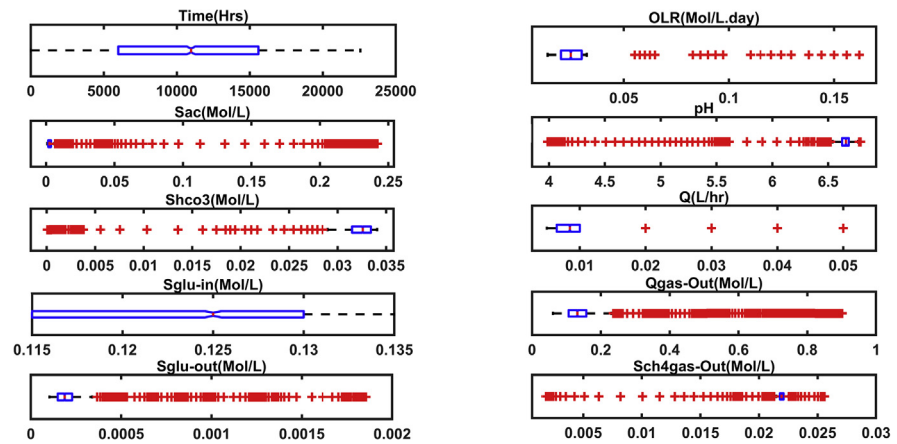 Time(Hrs)
0 5000 10000 15000 20000 25000
Sac(Mol/L)
0 0.05 0.1 0.15 0.2 0.25
Shco3(Mol/L)
0 0.005 0.01 0.015 0.02 0.025 0.03 0.035
Sglu-in(Mol/L)
0.115 0.12 0.125 0.13 0.135
Sglu-out(Mol/L)
0 0.0005 0.001 0.0015 0.002
OLR(Mol/L.day)
0.05 0.1 0.15
pH
4 4.5 5 5.5 6 6.5
Q(L/hr)
0.01 0.02 0.03 0.04 0.05
Qgas-Out(Mol/L)
0 0.2 0.4 0.6 0.8 1
Sch4gas-Out(Mol/L)
0.005 0.01 0.015 0.02 0.025 0.03